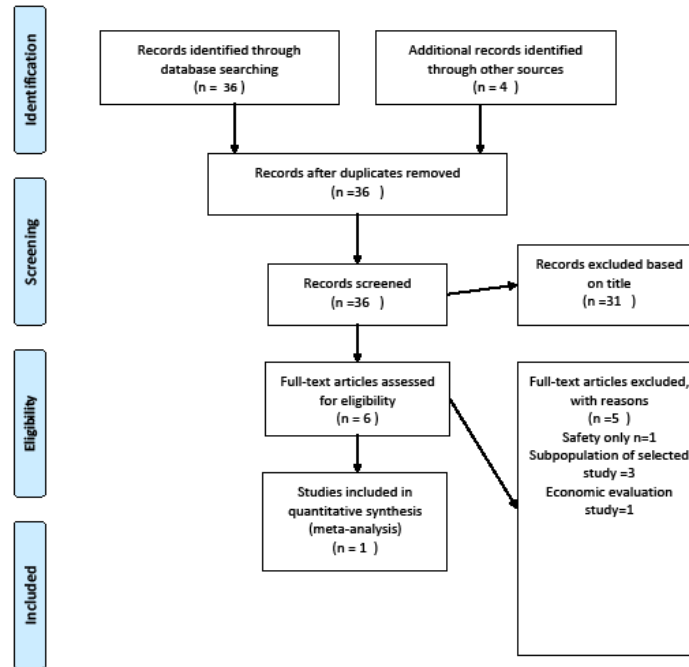 Identification
Records identified through
database searching
(n = 36 )
Additional records identified
through other sources
(n = 4 )
Records after duplicates removed
(n =36 )
Screening
Records screened
(n =36 )
Records excluded based
on title
(n =31 )
Eligibility
Full-text articles assessed
for eligibility
(n = 6 )
Full-text articles excluded,
with reasons
(n =5 )
Safety only n=1
Subpopulation of selected
study =3
Economic evaluation
study=1
Included
Studies included in
quantitative synthesis
(meta-analysis)
(n = 1 )